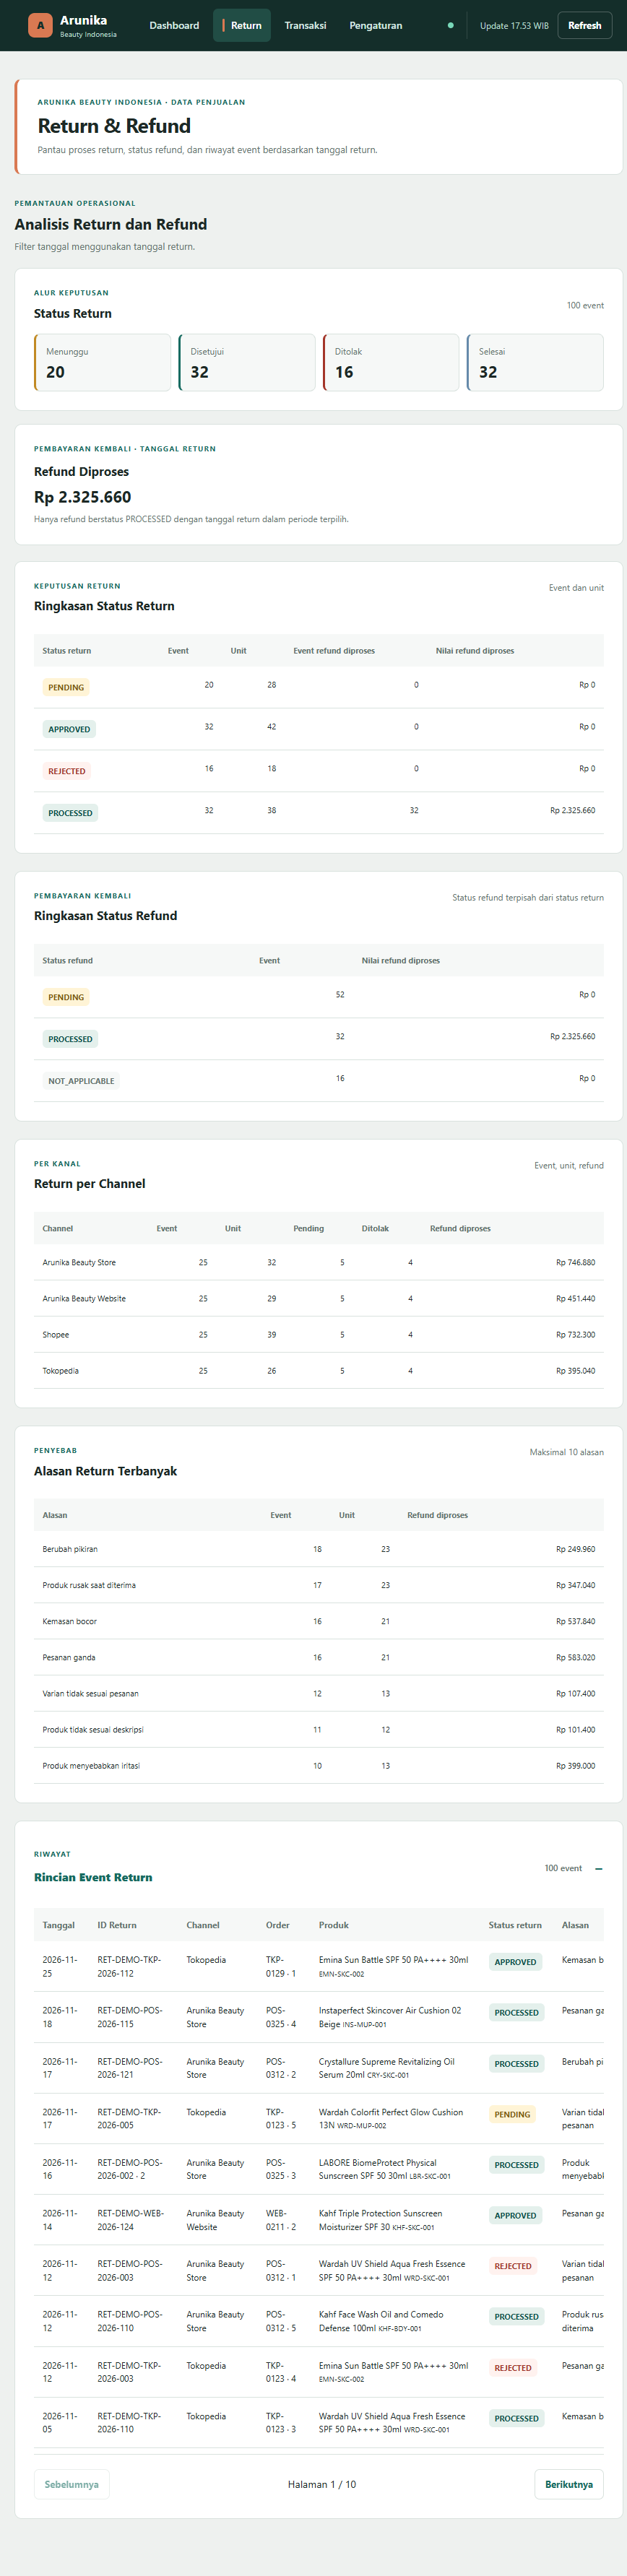 A
Arunika
Beauty Indonesia
Dashboard
Return
Transaksi
Pengaturan
Update 17.53 WIB
Refresh
ARUNIKA BEAUTY INDONESIA · DATA PENJUALAN
Return & Refund
Pantau proses return, status refund, dan riwayat event berdasarkan tanggal return.
PEMANTAUAN OPERASIONAL
Analisis Return dan Refund
Filter tanggal menggunakan tanggal return.
ALUR KEPUTUSAN
Status Return
100 event
Menunggu
20
Disetujui
32
Ditolak
16
Selesai
32
PEMBAYARAN KEMBALI · TANGGAL RETURN
Refund Diproses
Rp 2.325.660
Hanya refund berstatus PROCESSED dengan tanggal return dalam periode terpilih.
KEPUTUSAN RETURN
Ringkasan Status Return
Event dan unit
Status return Event Unit Event refund diproses Nilai refund diproses
PENDING 20 28 0 Rp 0
APPROVED 32 42 0 Rp 0
REJECTED 16 18 0 Rp 0
PROCESSED 32 38 32 Rp 2.325.660
PEMBAYARAN KEMBALI
Ringkasan Status Refund
Status refund terpisah dari status return
Status refund Event Nilai refund diproses
PENDING 52 Rp 0
PROCESSED 32 Rp 2.325.660
NOT_APPLICABLE 16 Rp 0
PER KANAL
Return per Channel
Event, unit, refund
Channel Event Unit Pending Ditolak Refund diproses
Arunika Beauty Store 25 32 5 4 Rp 746.880
Arunika Beauty Website 25 29 5 4 Rp 451.440
Shopee 25 39 5 4 Rp 732.300
Tokopedia 25 26 5 4 Rp 395.040
PENYEBAB
Alasan Return Terbanyak
Maksimal 10 alasan
Alasan Event Unit Refund diproses
Berubah pikiran 18 23 Rp 249.960
Produk rusak saat diterima 17 23 Rp 347.040
Kemasan bocor 16 21 Rp 537.840
Pesanan ganda 16 21 Rp 583.020
Varian tidak sesuai pesanan 12 13 Rp 107.400
Produk tidak sesuai deskripsi 11 12 Rp 101.400
Produk menyebabkan iritasi 10 13 Rp 399.000
RIWAYAT
Rincian Event Return
100 event −
Tanggal ID Return Channel Order Produk Status return Alasan
2026-11- RET-DEMO-TKP- Tokopedia TKP- Emina Sun Battle SPF 50 PA++++ 30ml APPROVED Kemasan b
25 2026-112 0129 · 1 EMN-SKC-002
2026-11- RET-DEMO-POS- Arunika Beauty POS- Instaperfect Skincover Air Cushion 02 PROCESSED Pesanan ga
18 2026-115 Store 0325 · 4 Beige INS-MUP-001
2026-11- RET-DEMO-POS- Arunika Beauty POS- Crystallure Supreme Revitalizing Oil PROCESSED Berubah pi
17 2026-121 Store 0312 · 2 Serum 20ml CRY-SKC-001
2026-11- RET-DEMO-TKP- Tokopedia TKP- Wardah Colorfit Perfect Glow Cushion PENDING Varian tidal
17 2026-005 0123 · 5 13N WRD-MUP-002 pesanan
2026-11- RET-DEMO-POS- Arunika Beauty POS- LABORE BiomeProtect Physical PROCESSED Produk
16 2026-002 · 2 Store 0325 · 3 Sunscreen SPF 50 30ml LBR-SKC-001 menyebabl
2026-11- RET-DEMO-WEB- Arunika Beauty WEB- Kahf Triple Protection Sunscreen APPROVED Pesanan ga
14 2026-124 Website 0211 · 2 Moisturizer SPF 30 KHF-SKC-001
2026-11- RET-DEMO-POS- Arunika Beauty POS- Wardah UV Shield Aqua Fresh Essence REJECTED Varian tidal
12 2026-003 Store 0312 · 1 SPF 50 PA++++ 30ml WRD-SKC-001 pesanan
2026-11- RET-DEMO-POS- Arunika Beauty POS- Kahf Face Wash Oil and Comedo PROCESSED Produk rus
12 2026-110 Store 0312 · 5 Defense 100ml KHF-BDY-001 diterima
2026-11- RET-DEMO-TKP- Tokopedia TKP- Emina Sun Battle SPF 50 PA++++ 30ml REJECTED Pesanan ga
12 2026-003 0123 · 4 EMN-SKC-002
2026-11- RET-DEMO-TKP- Tokopedia TKP- Wardah UV Shield Aqua Fresh Essence PROCESSED Kemasan b
05 2026-110 0123 · 3 SPF 50 PA++++ 30ml WRD-SKC-001
Sebelumnya
Halaman 1 / 10
Berikutnya